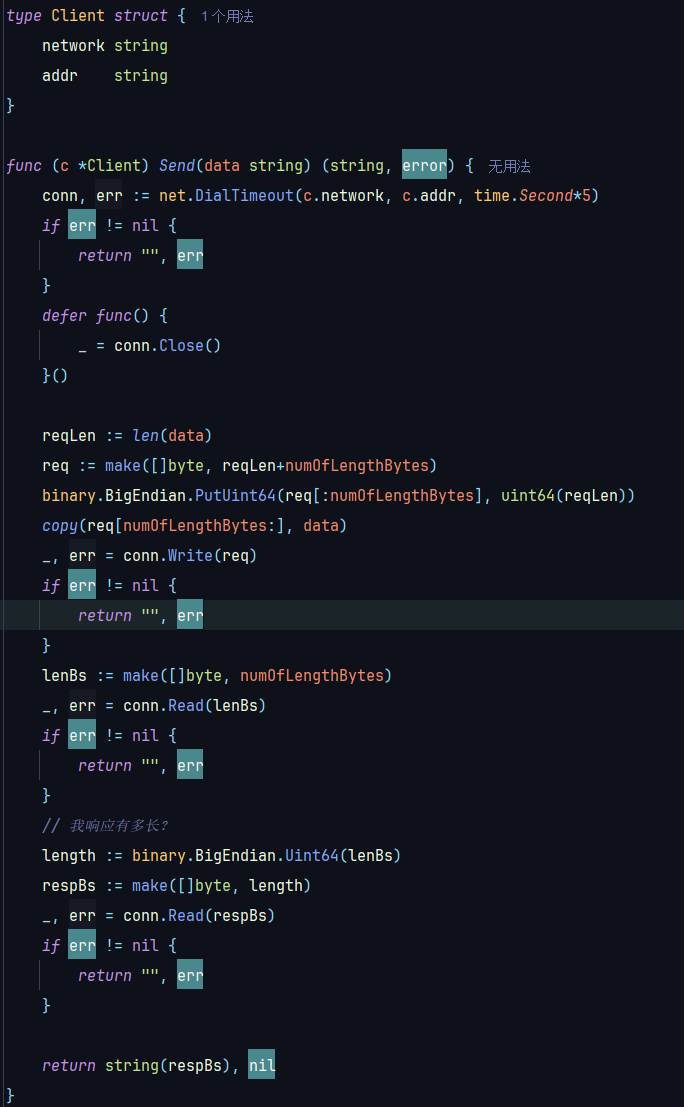 type Client struct { 1个用法
    network string
    addr    string
}

func (c *Client) Send(data string) (string, error) { 无用法
    conn, err := net.DialTimeout(c.network, c.addr, time.Second*5)
    if err != nil {
        return "", err
    }
    defer func() {
        _ = conn.Close()
    }()

    reqLen := len(data)
    req := make([]byte, reqLen+numOfLengthBytes)
    binary.BigEndian.PutUint64(req[:numOfLengthBytes], uint64(reqLen))
    copy(req[numOfLengthBytes:], data)
    _, err = conn.Write(req)
    if err != nil {
        return "", err
    }
    lenBs := make([]byte, numOfLengthBytes)
    _, err = conn.Read(lenBs)
    if err != nil {
        return "", err
    }
    // 我响应有多长?
    length := binary.BigEndian.Uint64(lenBs)
    respBs := make([]byte, length)
    _, err = conn.Read(respBs)
    if err != nil {
        return "", err
    }

    return string(respBs), nil
}